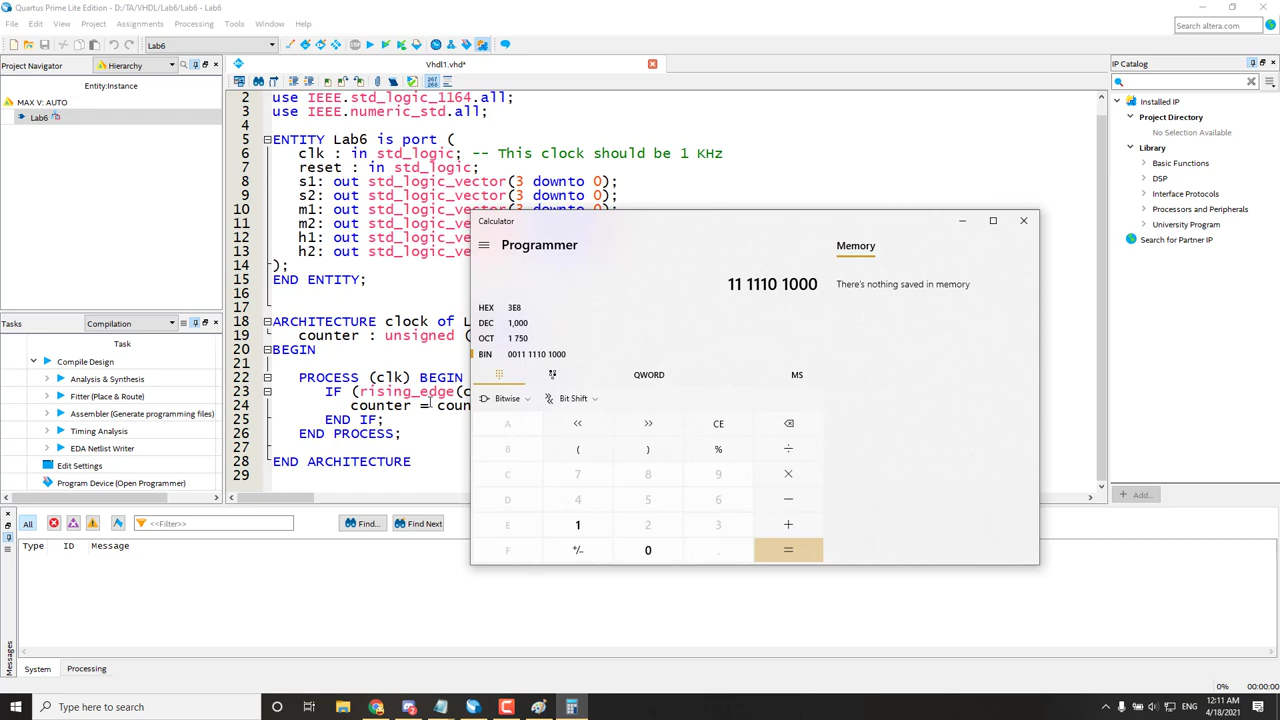 Quartus Prime Lite Edition - D:/TA/VHDL/Lab6/Lab6 - Lab6
File Edit View Project Assignments Processing Tools Window Help
Search altera.com
Lab6
Project Navigator
Hierarchy
Vhdl1.vhd*
IP Catalog
Entity:Instance
MAX V: AUTO
Lab6
Installed IP
Project Directory
No Selection Available
Library
Basic Functions
DSP
Interface Protocols
Processors and Peripherals
University Program
Search for Partner IP
Add...
2 use IEEE.std_logic_1164.all;
3 use IEEE.numeric_std.all;
4
5 ENTITY Lab6 is port (
6 clk : in std_logic; -- This clock should be 1 KHz
7 reset : in std_logic;
8 s1: out std_logic_vector(3 downto 0);
9 s2: out std_logic_vector(3 downto 0);
10 m1: out std_logic_vector(3 downto 0);
11 m2: out std_logic_ve
12 h1: out std_logic_ve
13 h2: out std_logic_ve
14 );
15 END ENTITY;
16
17
18 ARCHITECTURE clock of L
19 counter : unsigned (
20 BEGIN
21
22 PROCESS (clk) BEGIN
23 IF (rising_edge(c
24 counter = coun
25 END IF;
26 END PROCESS;
27
28 END ARCHITECTURE
29
Tasks
Compilation
Task
Compile Design
Analysis & Synthesis
Fitter (Place & Route)
Assembler (Generate programming files)
Timing Analysis
EDA Netlist Writer
Edit Settings
Program Device (Open Programmer)
Calculator
Programmer
Memory
There's nothing saved in memory
11 1110 1000
HEX 3E8
DEC 1,000
OCT 1 750
BIN 0011 1110 1000
QWORD MS
Bitwise Bit Shift
A << >> CE
B ( ) % ÷
C 7 8 9 ×
D 4 5 6 −
E 1 2 3 +
F +/− 0 . =
All
<<Filter>>
Find...
Find Next
Type ID Message
Messages
System Processing
0% 00:00:00
Type here to search
ENG
12:11 AM
4/18/2021